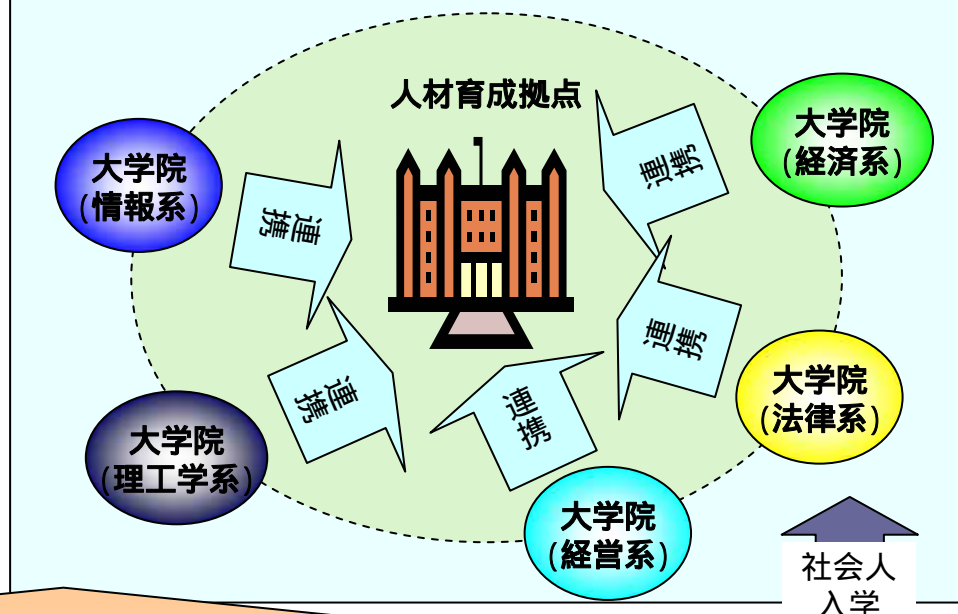 人材育成拠点
大学院
(経済系)
大学院
(情報系)
連携
連携
連携
連携
連携
大学院
(法律系)
大学院
(理工学系)
大学院
(経営系)
社会人
入学